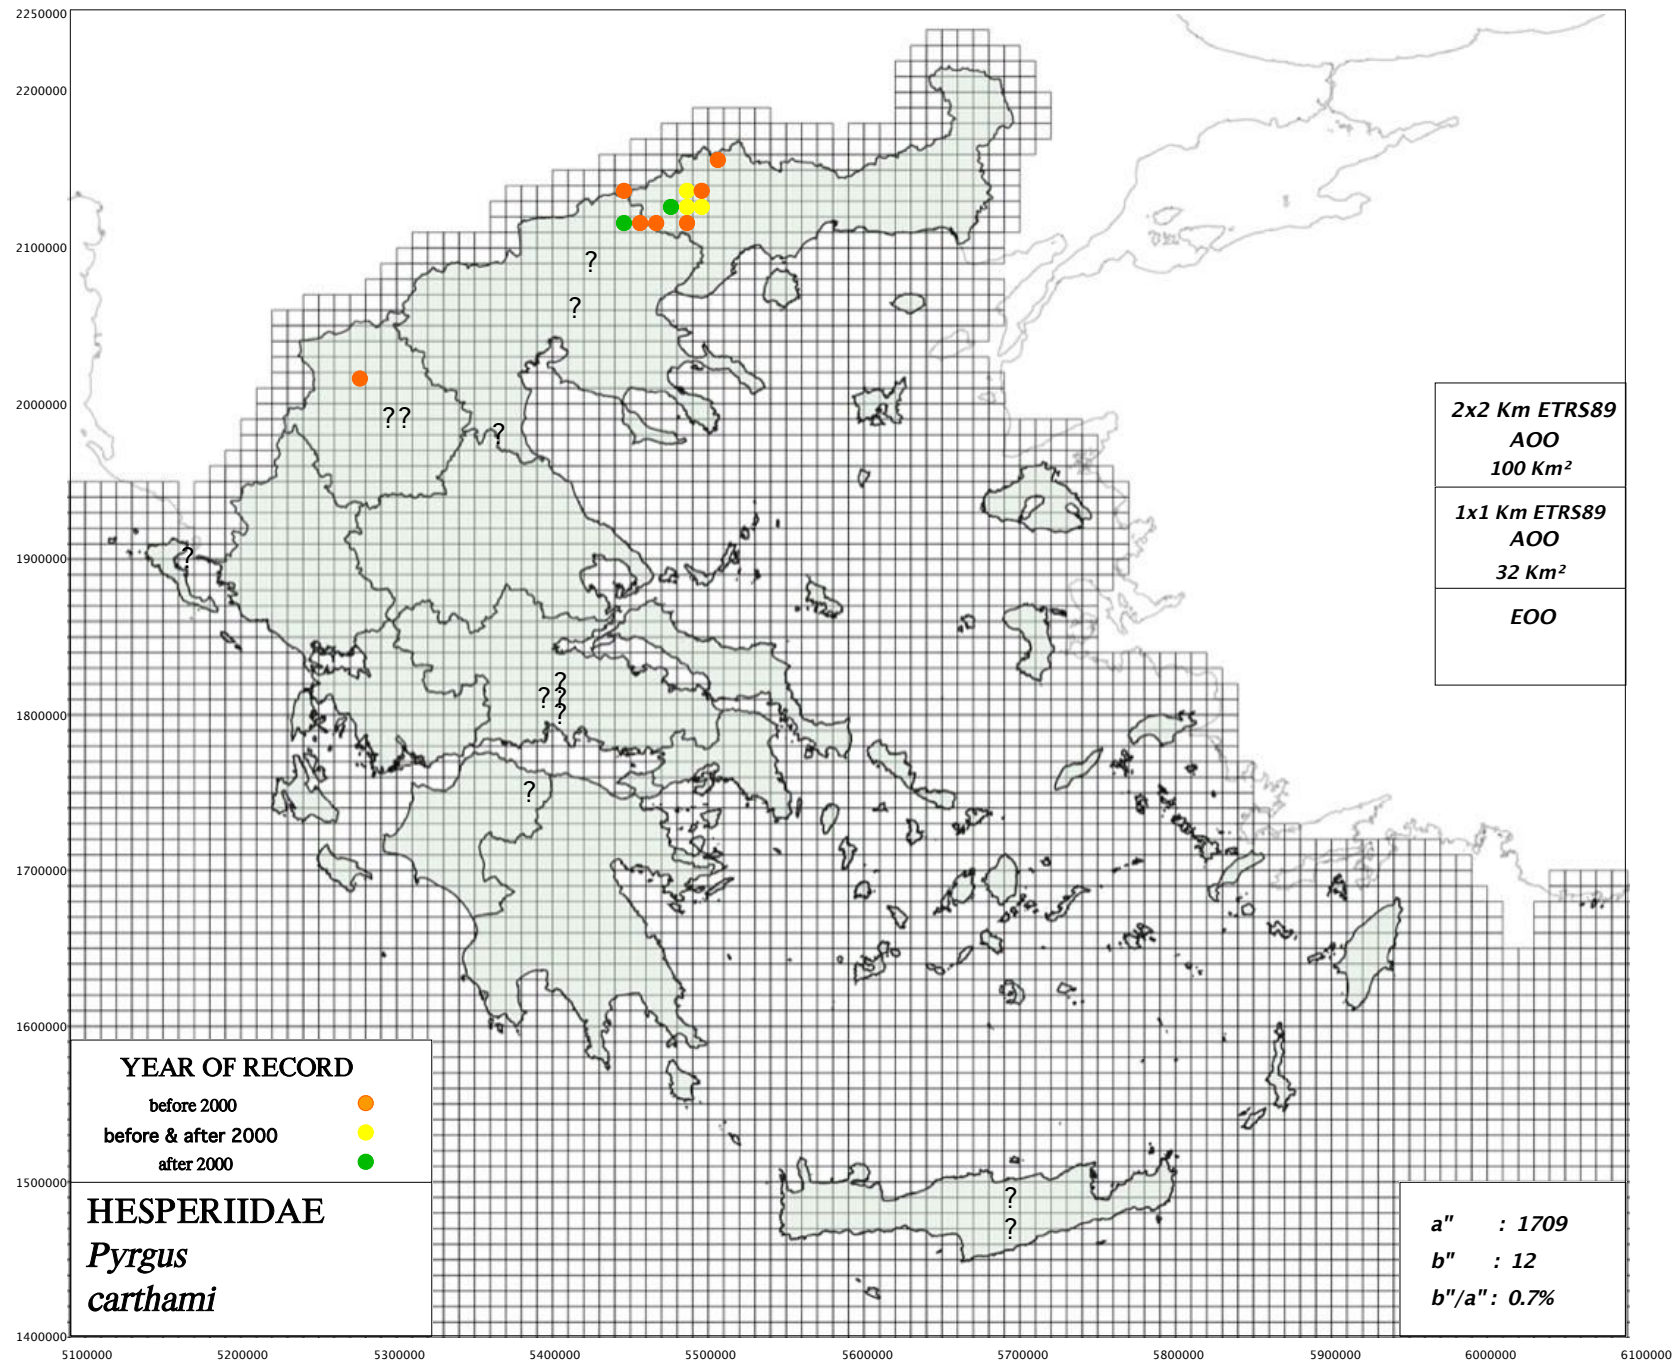 2250000
2200000
2100000
2000000
1900000
1800000
1700000
1600000
1500000
1400000
?
?
??
?
?
?
??
?
?
?
?
2x2 Km ETRS89
AOO
100 Km²
1x1 Km ETRS89
AOO
32 Km²
EOO
YEAR OF RECORD
before 2000
before & after 2000
after 2000
HESPERIIDAE
Pyrgus
carthami
a" : 1709
b" : 12
b"/a" : 0.7%
5100000 5200000 5300000 5400000 5500000 5600000 5700000 5800000 5900000 6000000 6100000